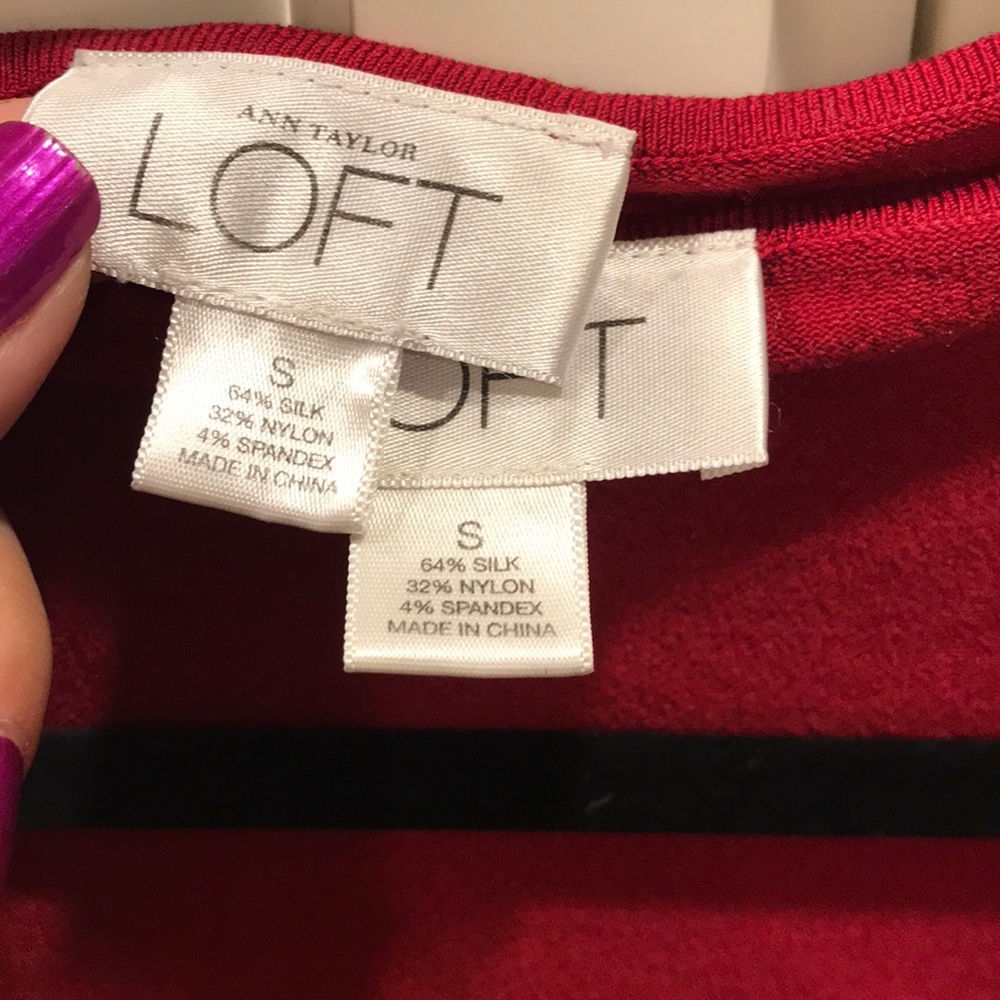 ANN TAYLOR
LOFT
S
64% SILK
32% NYLON
4% SPANDEX
MADE IN CHINA
OFT
S
64% SILK
32% NYLON
4% SPANDEX
MADE IN CHINA